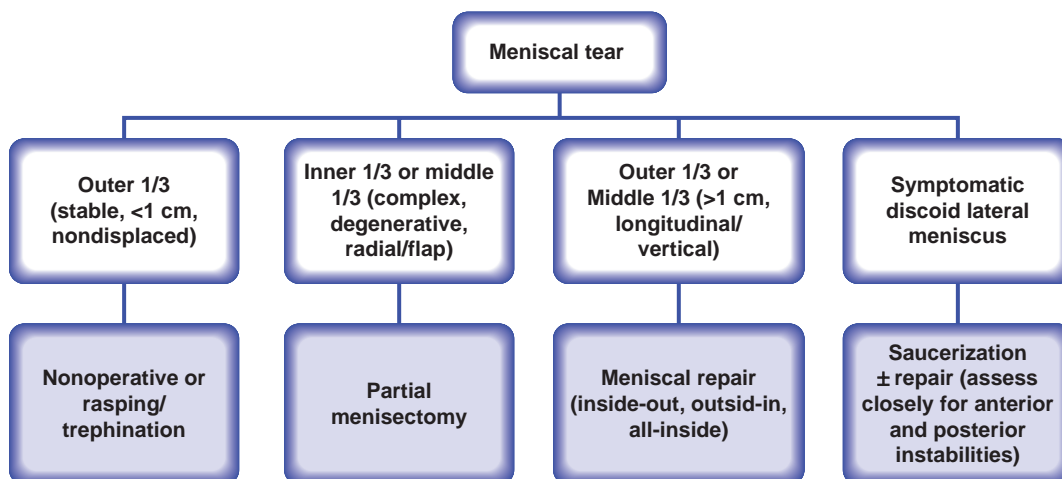 Meniscal tear
Outer 1/3
(stable, <1 cm,
nondisplaced)
Inner 1/3 or middle
1/3 (complex,
degenerative,
radial/flap)
Outer 1/3 or
Middle 1/3 (>1 cm,
longitudinal/
vertical)
Symptomatic
discoid lateral
meniscus
Nonoperative or
rasping/
trephination
Partial
menisectomy
Meniscal repair
(inside-out, outsid-in,
all-inside)
Saucerization
± repair (assess
closely for anterior
and posterior
instabilities)